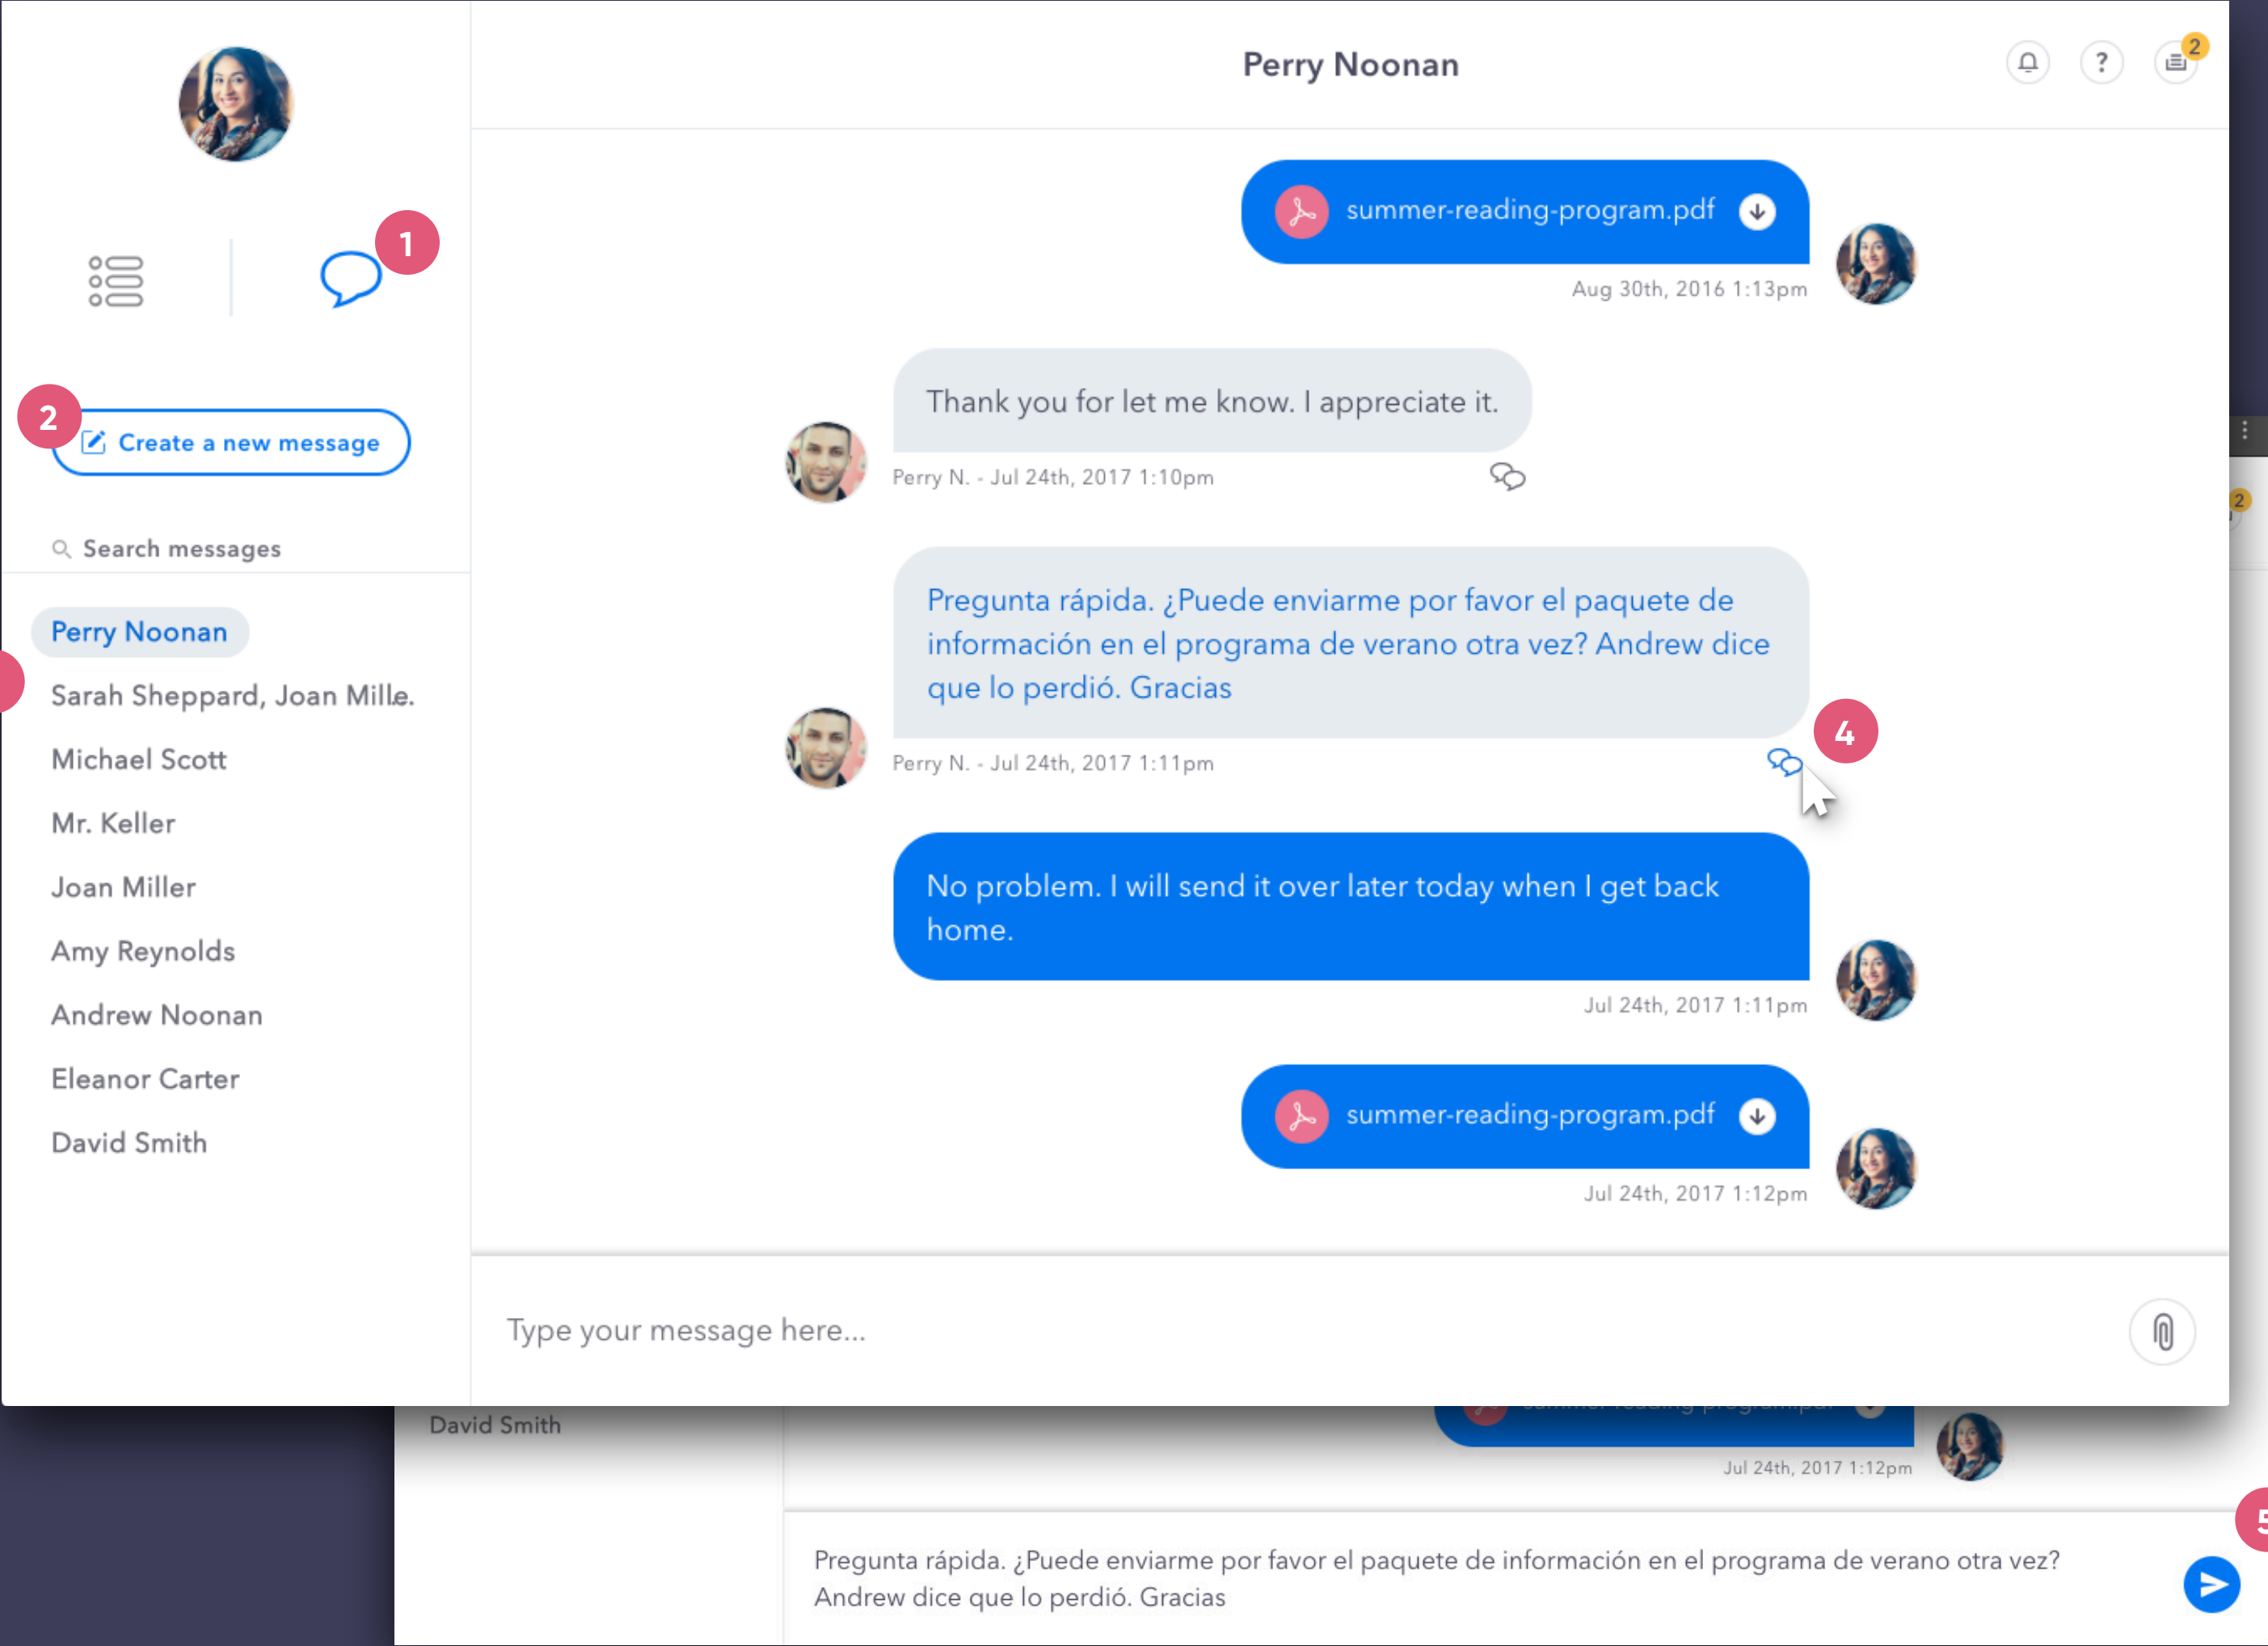 Perry Noonan
?
2
1
2
Create a new message
Search messages
Perry Noonan
Sarah Sheppard, Joan Mille.
Michael Scott
Mr. Keller
Joan Miller
Amy Reynolds
Andrew Noonan
Eleanor Carter
David Smith
summer-reading-program.pdf
Aug 30th, 2016 1:13pm
Thank you for let me know. I appreciate it.
Perry N. - Jul 24th, 2017 1:10pm
Pregunta rápida. ¿Puede enviarme por favor el paquete de
información en el programa de verano otra vez? Andrew dice
que lo perdió. Gracias
4
Perry N. - Jul 24th, 2017 1:11pm
No problem. I will send it over later today when I get back
home.
Jul 24th, 2017 1:11pm
summer-reading-program.pdf
Jul 24th, 2017 1:12pm
Type your message here...
2
David Smith
Jul 24th, 2017 1:12pm
5
Pregunta rápida. ¿Puede enviarme por favor el paquete de información en el programa de verano otra vez?
Andrew dice que lo perdió. Gracias